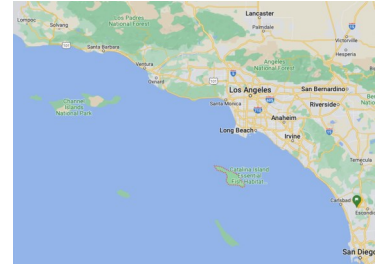 Lancaster
Palmdale
Lompoc
Solvang
Los Padres
National Forest
Victorville
Hesperia
Santa Barbara
Ventura
Oxnard
Angeles
National Forest
Los Angeles
San Bernardino
Santa Monica
Riverside
Channel
Islands
National Park
Anaheim
Long Beach
Irvine
Catalina Island
Essential
Temecula
Carlsbad
Escondid
San Diego